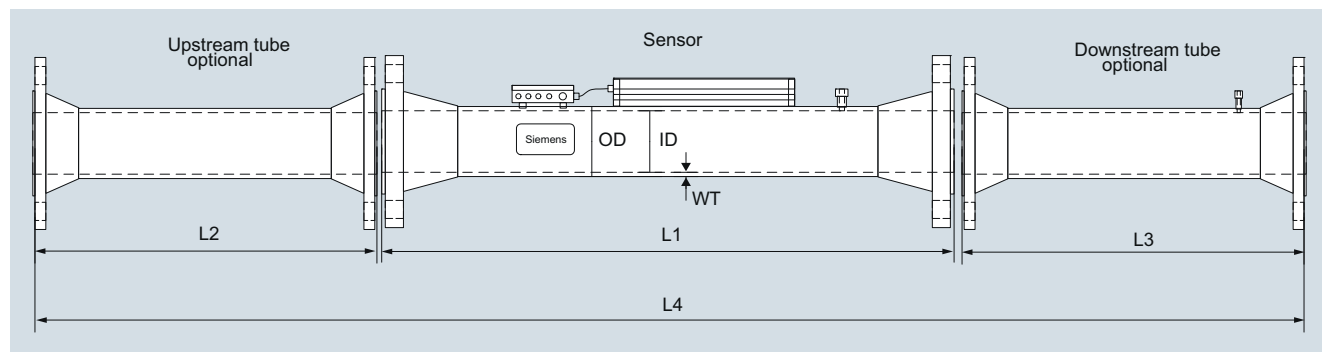 Upstream tube
optional
Sensor
Downstream tube
optional
Siemens
OD
ID
WT
L2
L1
L3
L4